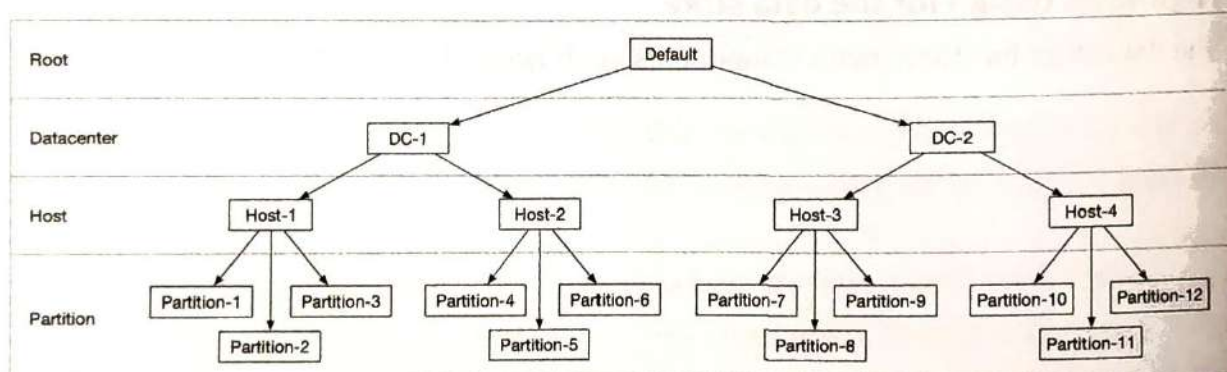 Root
Default
Datacenter
DC-1
DC-2
Host
Host-1
Host-2
Host-3
Host-4
Partition
Partition-1
Partition-3
Partition-4
Partition-6
Partition-7
Partition-9
Partition-10
Partition-12
Partition-2
Partition-5
Partition-8
Partition-11